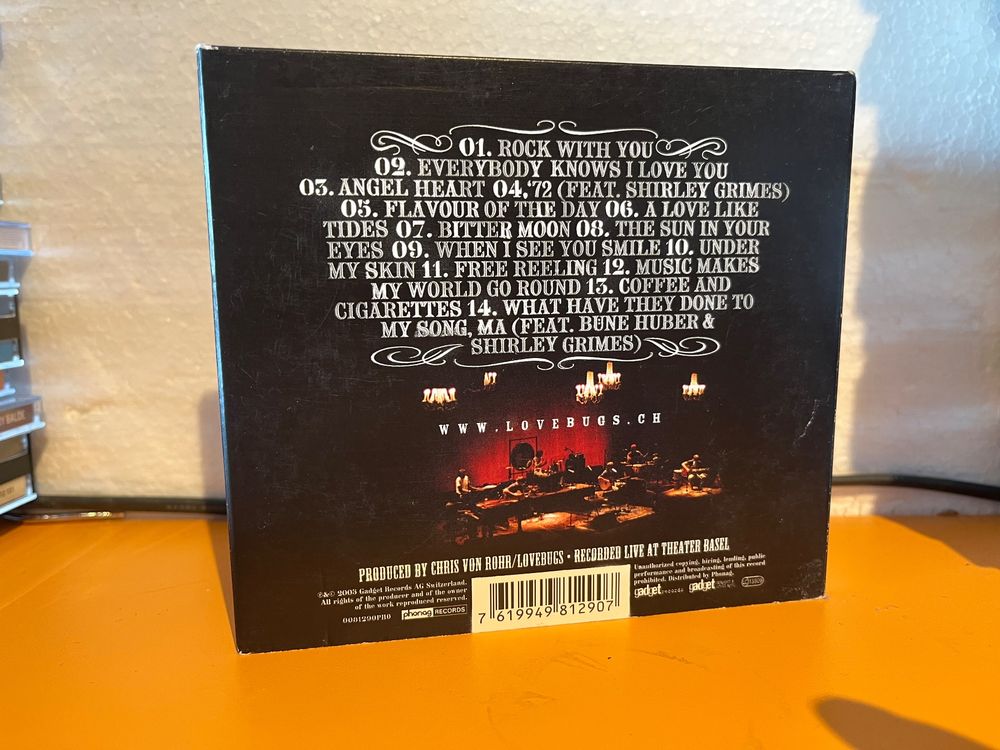 01. ROCK WITH YOU
02. EVERYBODY KNOWS I LOVE YOU
03. ANGEL HEART 04. '72 (FEAT. SHIRLEY GRIMES)
05. FLAVOUR OF THE DAY 06. A LOVE LIKE
TIDES 07. BITTER MOON 08. THE SUN IN YOUR
EYES 09. WHEN I SEE YOU SMILE 10. UNDER
MY SKIN 11. FREE REELING 12. MUSIC MAKES
MY WORLD GO ROUND 13. COFFEE AND
CIGARETTES 14. WHAT HAVE THEY DONE TO
MY SONG, MA (FEAT. BÜNE HUBER &
SHIRLEY GRIMES)
WWW.LOVEBUGS.CH
PRODUCED BY CHRIS VON ROHR/LOVEBUGS • RECORDED LIVE AT THEATER BASEL
℗&© 2005 Gadget Records AG Switzerland.
All rights of the producer and of the owner
of the work reproduced reserved.
0081290PH0 phonag RECORDS
7 619949 812907
Unauthorized copying, hiring, lending, public
performance and broadcasting of this record
prohibited. Distributed by Phonag.
gadget records gadget